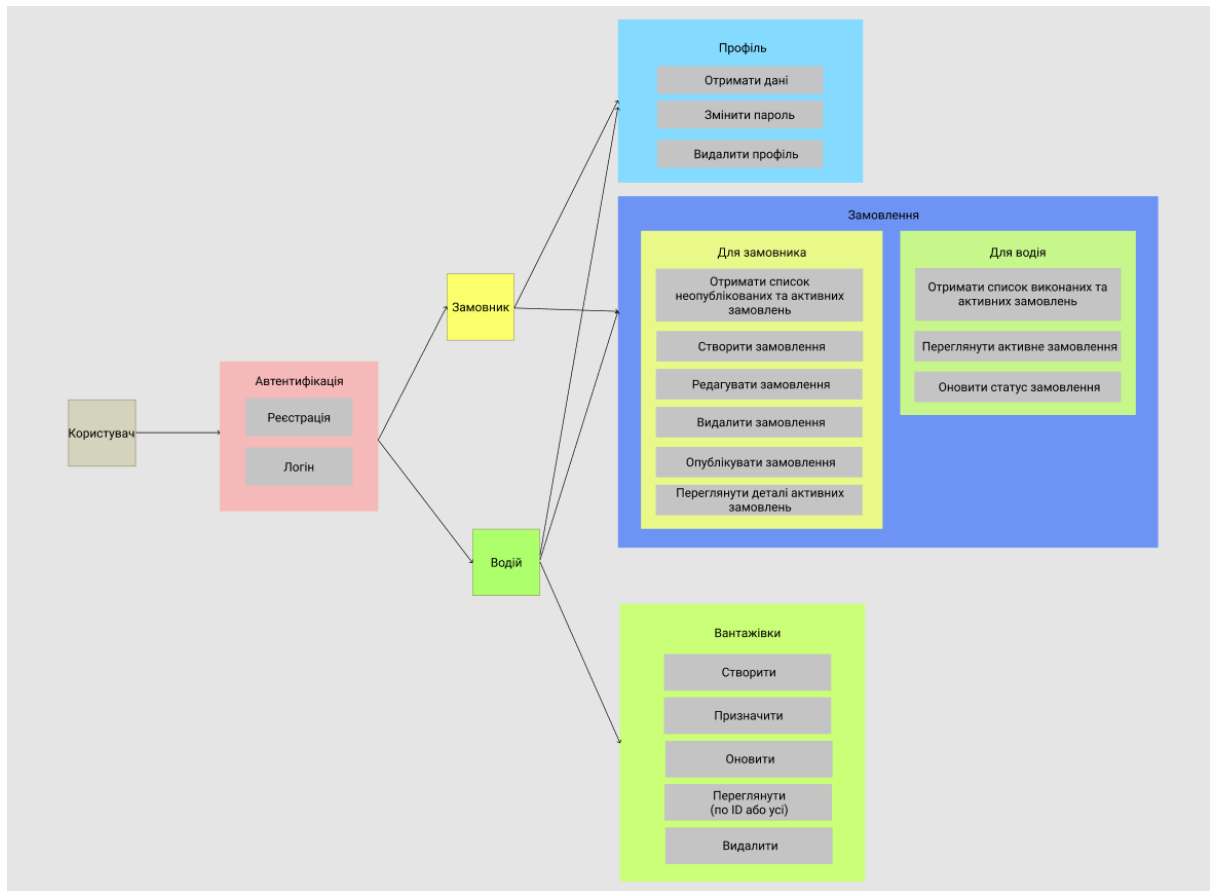 Користувач
Автентифікація
Реєстрація
Логін
Замовник
Водій
Профіль
Отримати дані
Змінити пароль
Видалити профіль
Замовлення
Для замовника
Отримати список
неопублікованих та активних
замовлень
Створити замовлення
Редагувати замовлення
Видалити замовлення
Опублікувати замовлення
Переглянути деталі активних
замовлень
Для водія
Отримати список виконаних та
активних замовлень
Переглянути активне замовлення
Оновити статус замовлення
Вантажівки
Створити
Призначити
Оновити
Переглянути
(по ID або усі)
Видалити